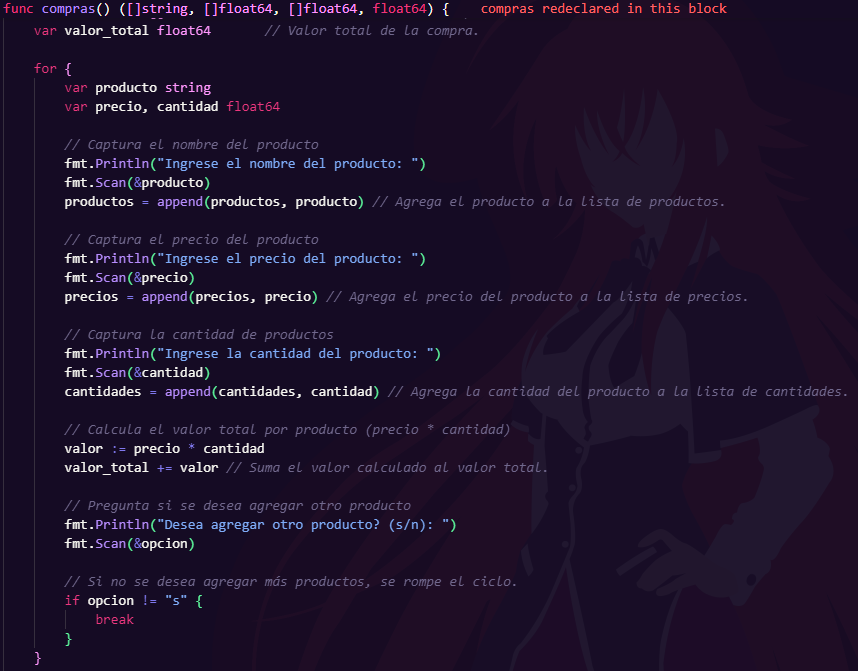 func compras() ([]string, []float64, []float64, float64) {    compras redeclared in this block
    var valor_total float64       // Valor total de la compra.
    for {
        var producto string
        var precio, cantidad float64
        // Captura el nombre del producto
        fmt.Println("Ingrese el nombre del producto: ")
        fmt.Scan(&producto)
        productos = append(productos, producto) // Agrega el producto a la lista de productos.
        // Captura el precio del producto
        fmt.Println("Ingrese el precio del producto: ")
        fmt.Scan(&precio)
        precios = append(precios, precio) // Agrega el precio del producto a la lista de precios.
        // Captura la cantidad de productos
        fmt.Println("Ingrese la cantidad del producto: ")
        fmt.Scan(&cantidad)
        cantidades = append(cantidades, cantidad) // Agrega la cantidad del producto a la lista de cantidades.
        // Calcula el valor total por producto (precio * cantidad)
        valor := precio * cantidad
        valor_total += valor // Suma el valor calculado al valor total.
        // Pregunta si se desea agregar otro producto
        fmt.Println("Desea agregar otro producto? (s/n): ")
        fmt.Scan(&opcion)
        // Si no se desea agregar más productos, se rompe el ciclo.
        if opcion != "s" {
            break
        }
    }